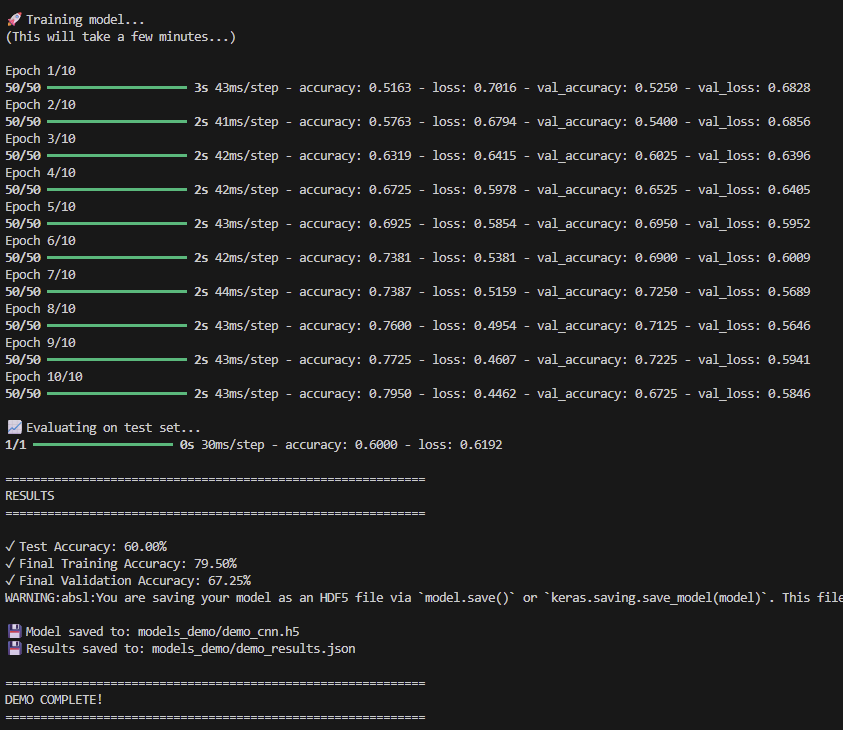 🚀 Training model...
(This will take a few minutes...)
Epoch 1/10
50/50 ━━━━━━━━━━━━━━━━━━━━ 3s 43ms/step - accuracy: 0.5163 - loss: 0.7016 - val_accuracy: 0.5250 - val_loss: 0.6828
Epoch 2/10
50/50 ━━━━━━━━━━━━━━━━━━━━ 2s 41ms/step - accuracy: 0.5763 - loss: 0.6794 - val_accuracy: 0.5400 - val_loss: 0.6856
Epoch 3/10
50/50 ━━━━━━━━━━━━━━━━━━━━ 2s 42ms/step - accuracy: 0.6319 - loss: 0.6415 - val_accuracy: 0.6025 - val_loss: 0.6396
Epoch 4/10
50/50 ━━━━━━━━━━━━━━━━━━━━ 2s 42ms/step - accuracy: 0.6725 - loss: 0.5978 - val_accuracy: 0.6525 - val_loss: 0.6405
Epoch 5/10
50/50 ━━━━━━━━━━━━━━━━━━━━ 2s 43ms/step - accuracy: 0.6925 - loss: 0.5854 - val_accuracy: 0.6950 - val_loss: 0.5952
Epoch 6/10
50/50 ━━━━━━━━━━━━━━━━━━━━ 2s 42ms/step - accuracy: 0.7381 - loss: 0.5381 - val_accuracy: 0.6900 - val_loss: 0.6009
Epoch 7/10
50/50 ━━━━━━━━━━━━━━━━━━━━ 2s 44ms/step - accuracy: 0.7387 - loss: 0.5159 - val_accuracy: 0.7250 - val_loss: 0.5689
Epoch 8/10
50/50 ━━━━━━━━━━━━━━━━━━━━ 2s 43ms/step - accuracy: 0.7600 - loss: 0.4954 - val_accuracy: 0.7125 - val_loss: 0.5646
Epoch 9/10
50/50 ━━━━━━━━━━━━━━━━━━━━ 2s 43ms/step - accuracy: 0.7725 - loss: 0.4607 - val_accuracy: 0.7225 - val_loss: 0.5941
Epoch 10/10
50/50 ━━━━━━━━━━━━━━━━━━━━ 2s 43ms/step - accuracy: 0.7950 - loss: 0.4462 - val_accuracy: 0.6725 - val_loss: 0.5846
📈 Evaluating on test set...
1/1 ━━━━━━━━━━━━━━━━━━━━ 0s 30ms/step - accuracy: 0.6000 - loss: 0.6192
============================================================
RESULTS
============================================================
✓ Test Accuracy: 60.00%
✓ Final Training Accuracy: 79.50%
✓ Final Validation Accuracy: 67.25%
WARNING:absl:You are saving your model as an HDF5 file via `model.save()` or `keras.saving.save_model(model)`. This file
💾 Model saved to: models_demo/demo_cnn.h5
💾 Results saved to: models_demo/demo_results.json
============================================================
DEMO COMPLETE!
============================================================